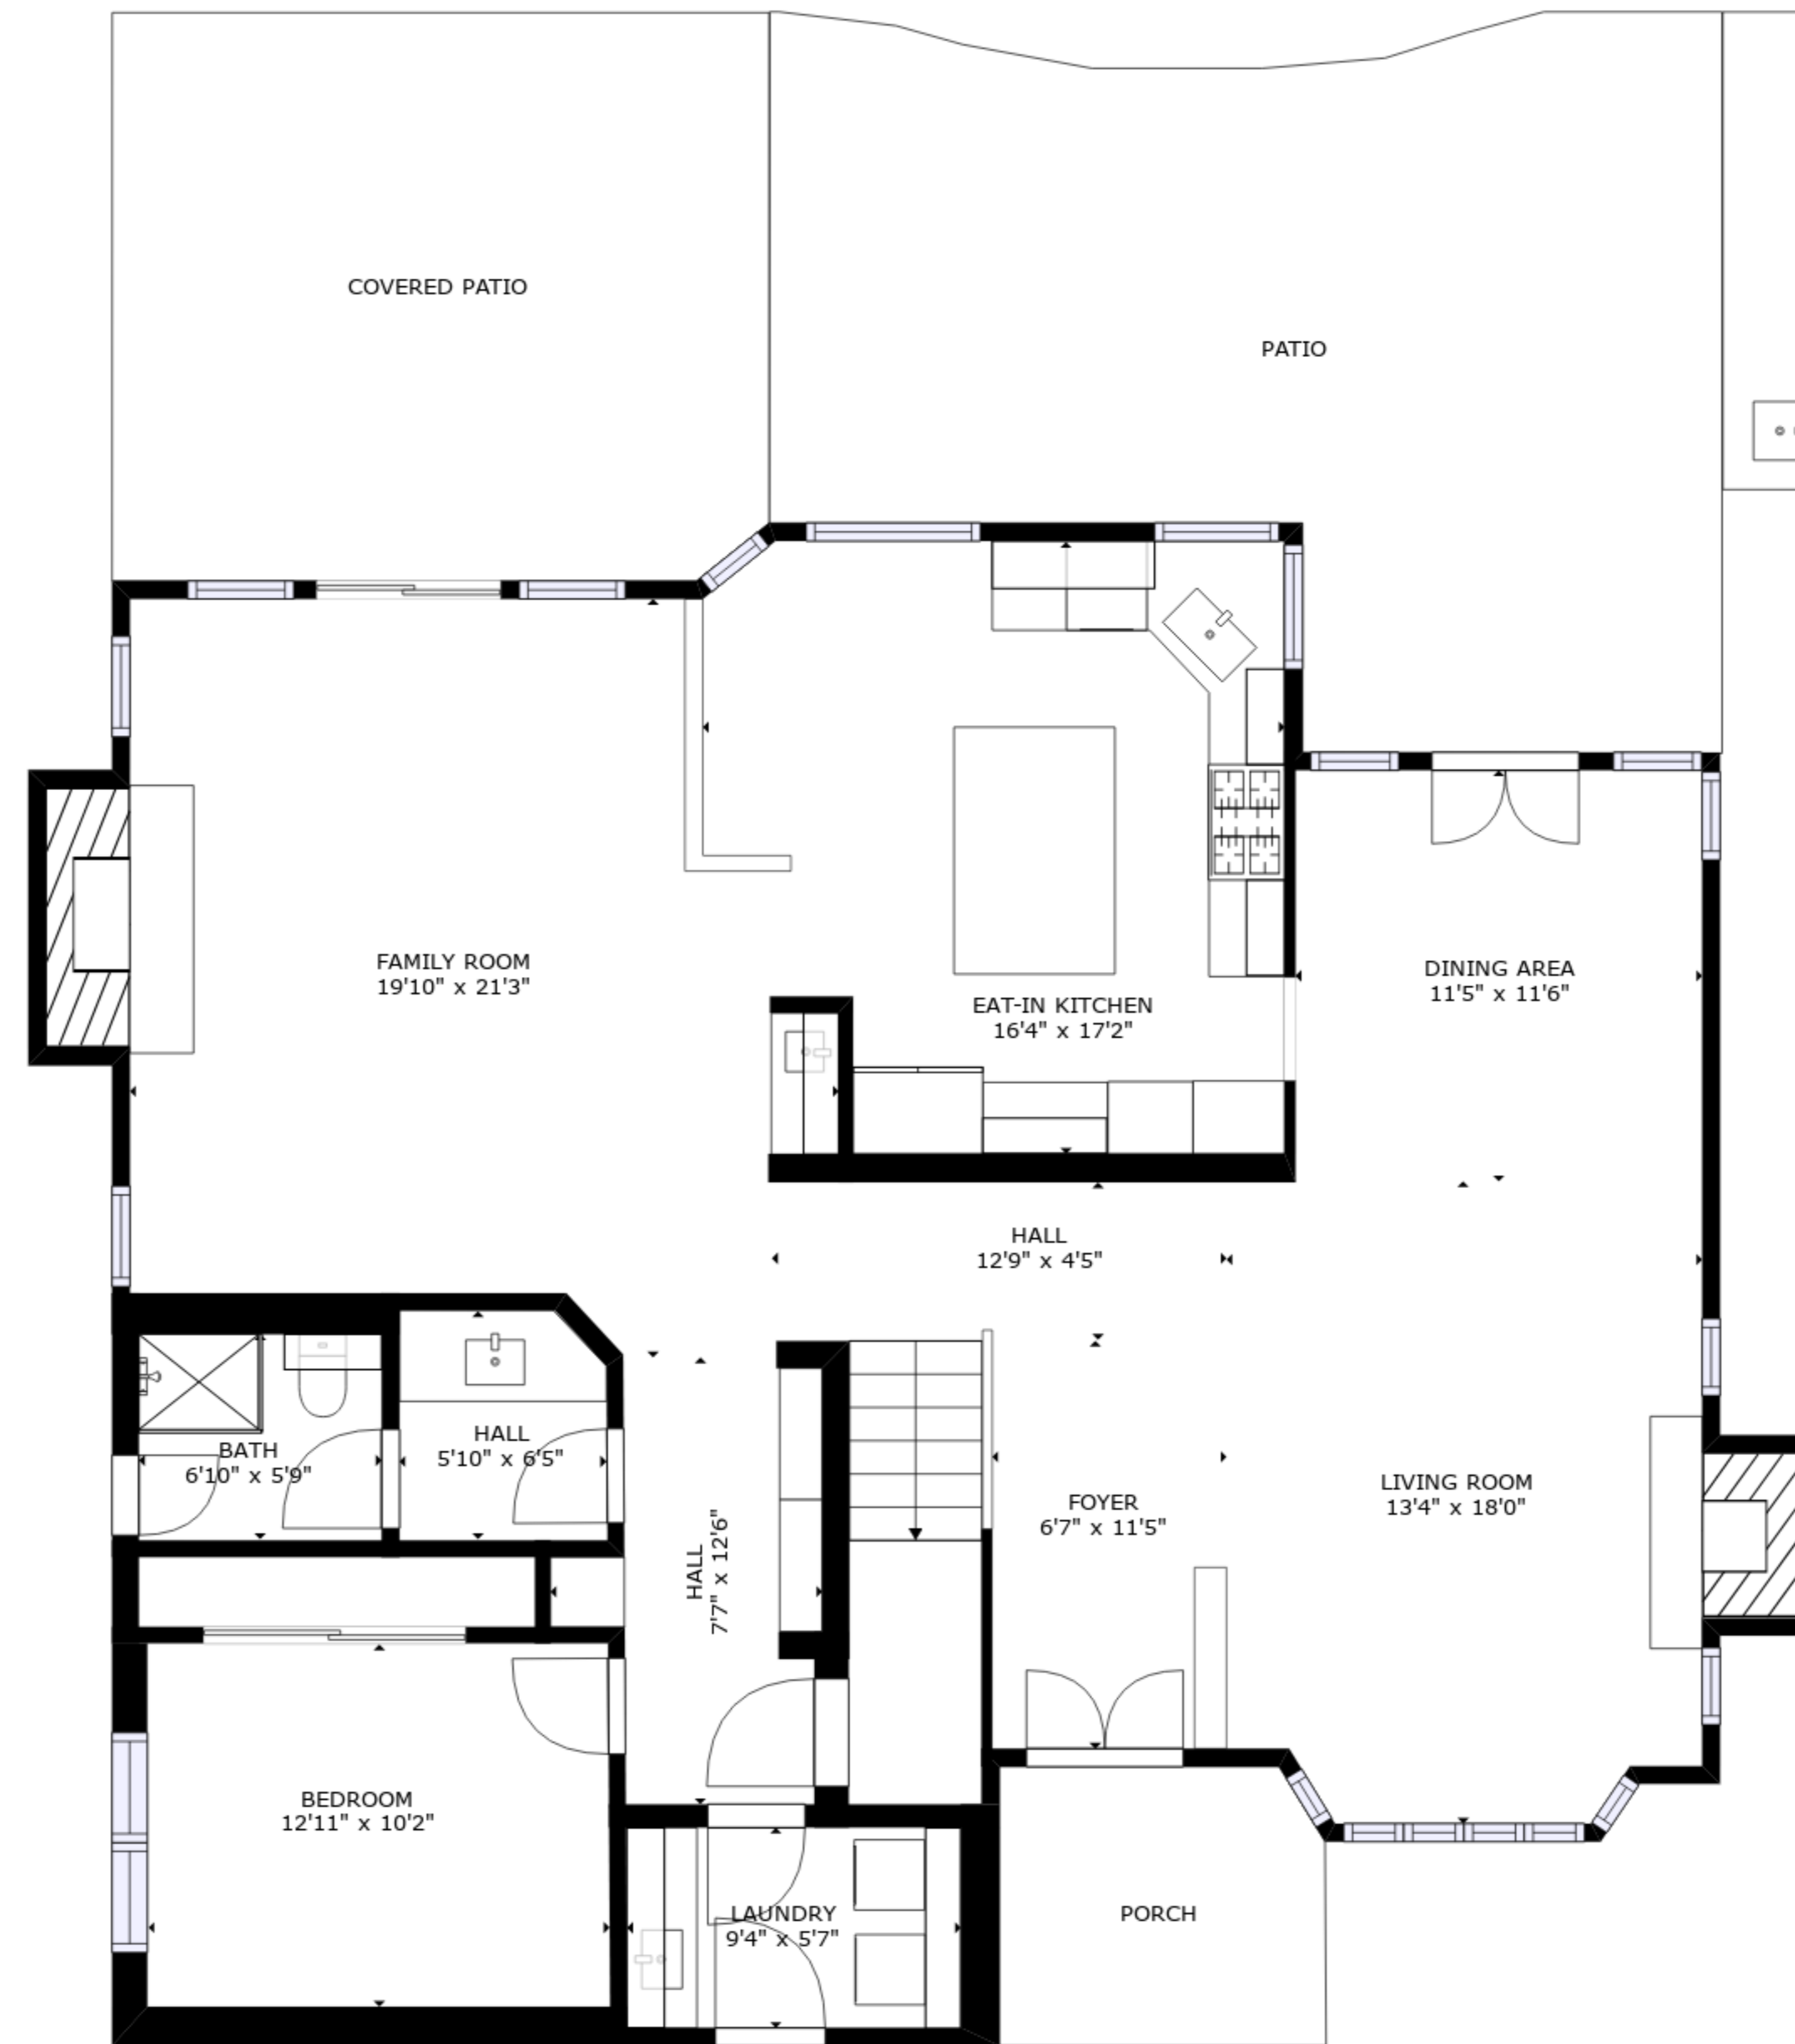 COVERED PATIO
PATIO
FAMILY ROOM
19'10" x 21'3"
DINING AREA
11'5" x 11'6"
EAT-IN KITCHEN
16'4" x 17'2"
HALL
12'9" x 4'5"
HALL
5'10" x 6'5"
BATH
6'10" x 5'9"
LIVING ROOM
13'4" x 18'0"
FOYER
6'7" x 11'5"
HALL
7'7" x 12'6"
BEDROOM
12'11" x 10'2"
LAUNDRY
9'4" x 5'7"
PORCH